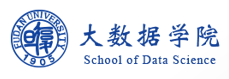 FUDAN UNIVERSITY
1905
大数据学院
School of Data Science